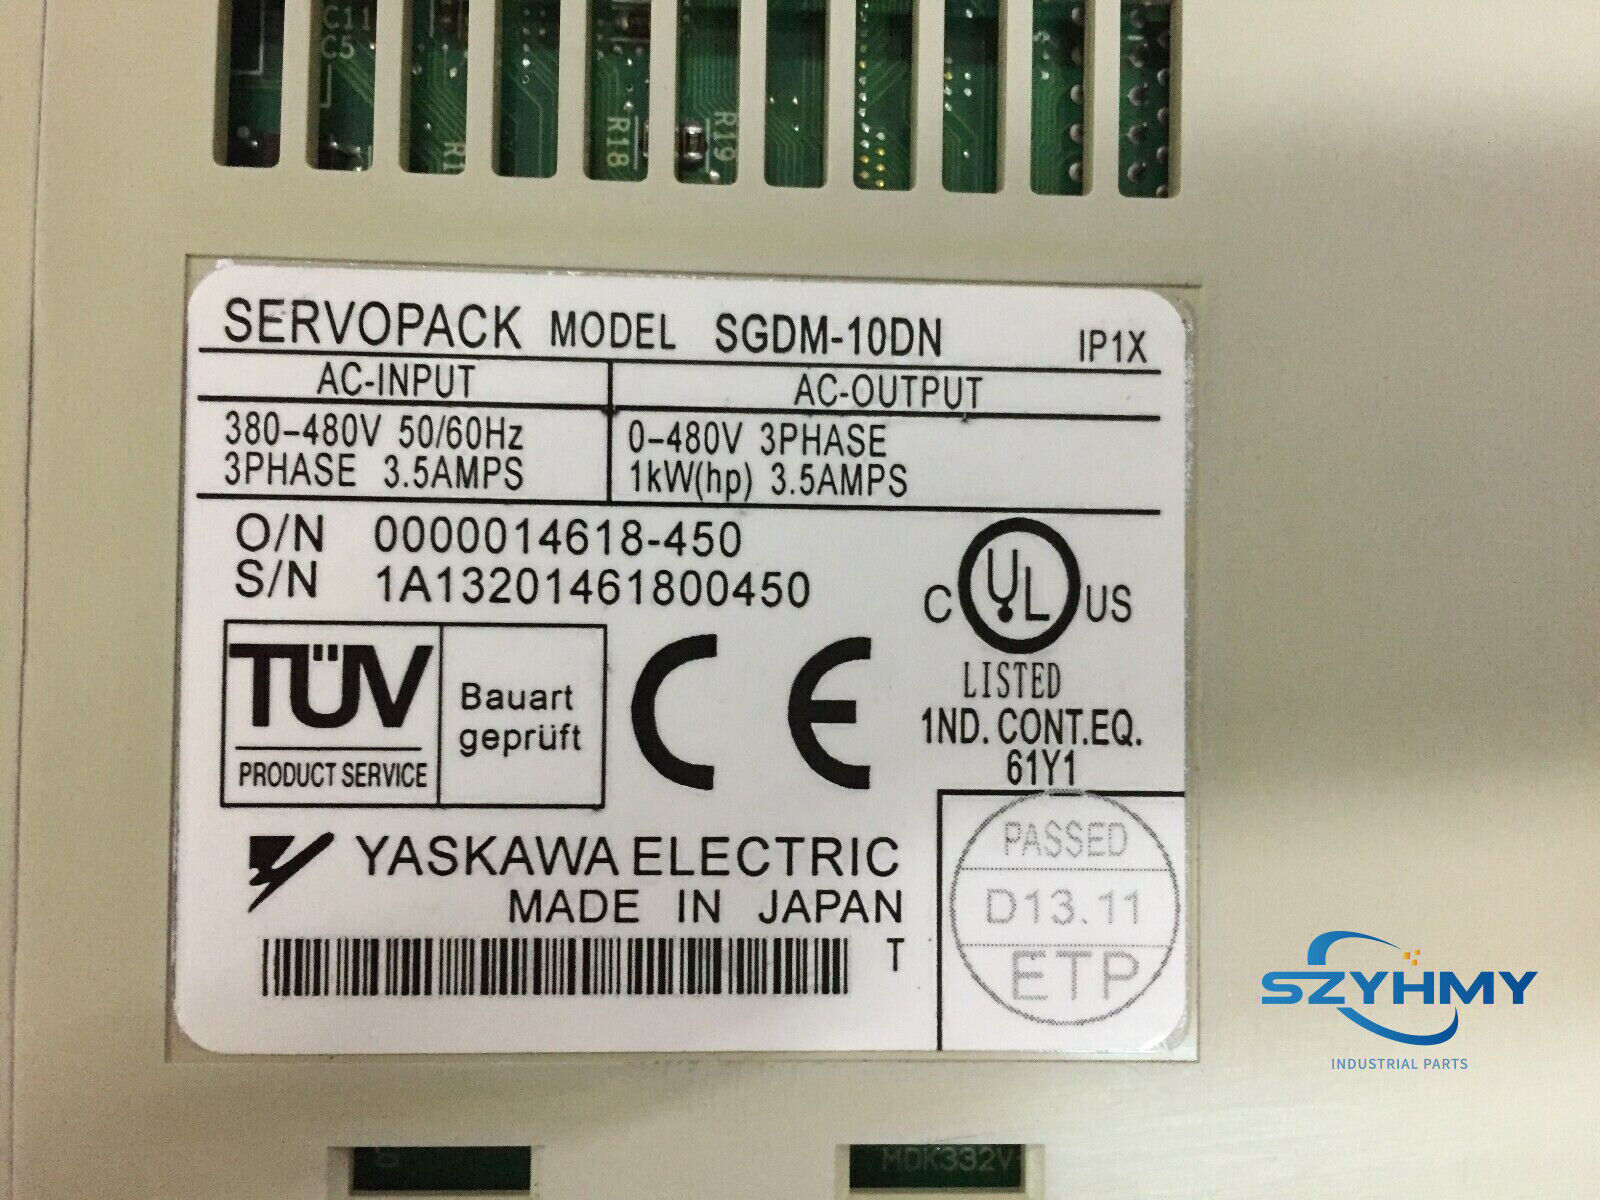 C11
C5
R18
R19
SERVOPACK MODEL SGDM-10DN IP1X
AC-INPUT AC-OUTPUT
380-480V 50/60Hz 0-480V 3PHASE
3PHASE 3.5AMPS 1kW(hp) 3.5AMPS
O/N 0000014618-450
S/N 1A13201461800450
C UL US
LISTED
1ND. CONT.EQ.
61Y1
TÜV
PRODUCT SERVICE
Bauart
geprüft
CE
YASKAWA ELECTRIC
MADE IN JAPAN
T
PASSED
D13.11
ETP
SZYHMY
INDUSTRIAL PARTS
MDK332V